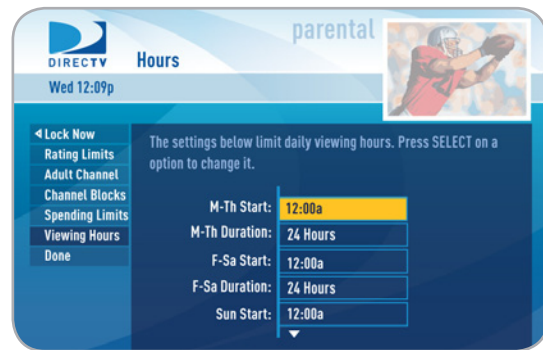 parental
DIRECTV
Hours
Wed 12:09p
Lock Now
Rating Limits
Adult Channel
Channel Blocks
Spending Limits
Viewing Hours
Done
The settings below limit daily viewing hours. Press SELECT on a
option to change it.
M-Th Start: 12:00a
M-Th Duration: 24 Hours
F-Sa Start: 12:00a
F-Sa Duration: 24 Hours
Sun Start: 12:00a